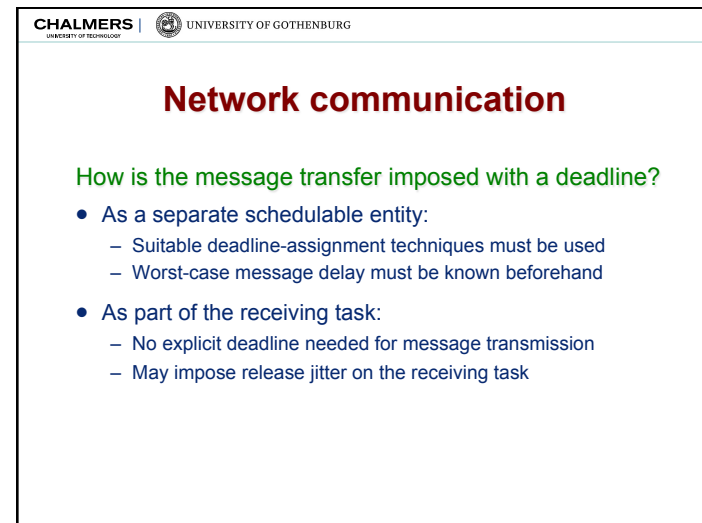 CHALMERS | UNIVERSITY OF GOTHENBURG
UNIVERSITY OF TECHNOLOGY
Network communication
How is the message transfer imposed with a deadline?
• As a separate schedulable entity:
– Suitable deadline-assignment techniques must be used
– Worst-case message delay must be known beforehand
• As part of the receiving task:
– No explicit deadline needed for message transmission
– May impose release jitter on the receiving task